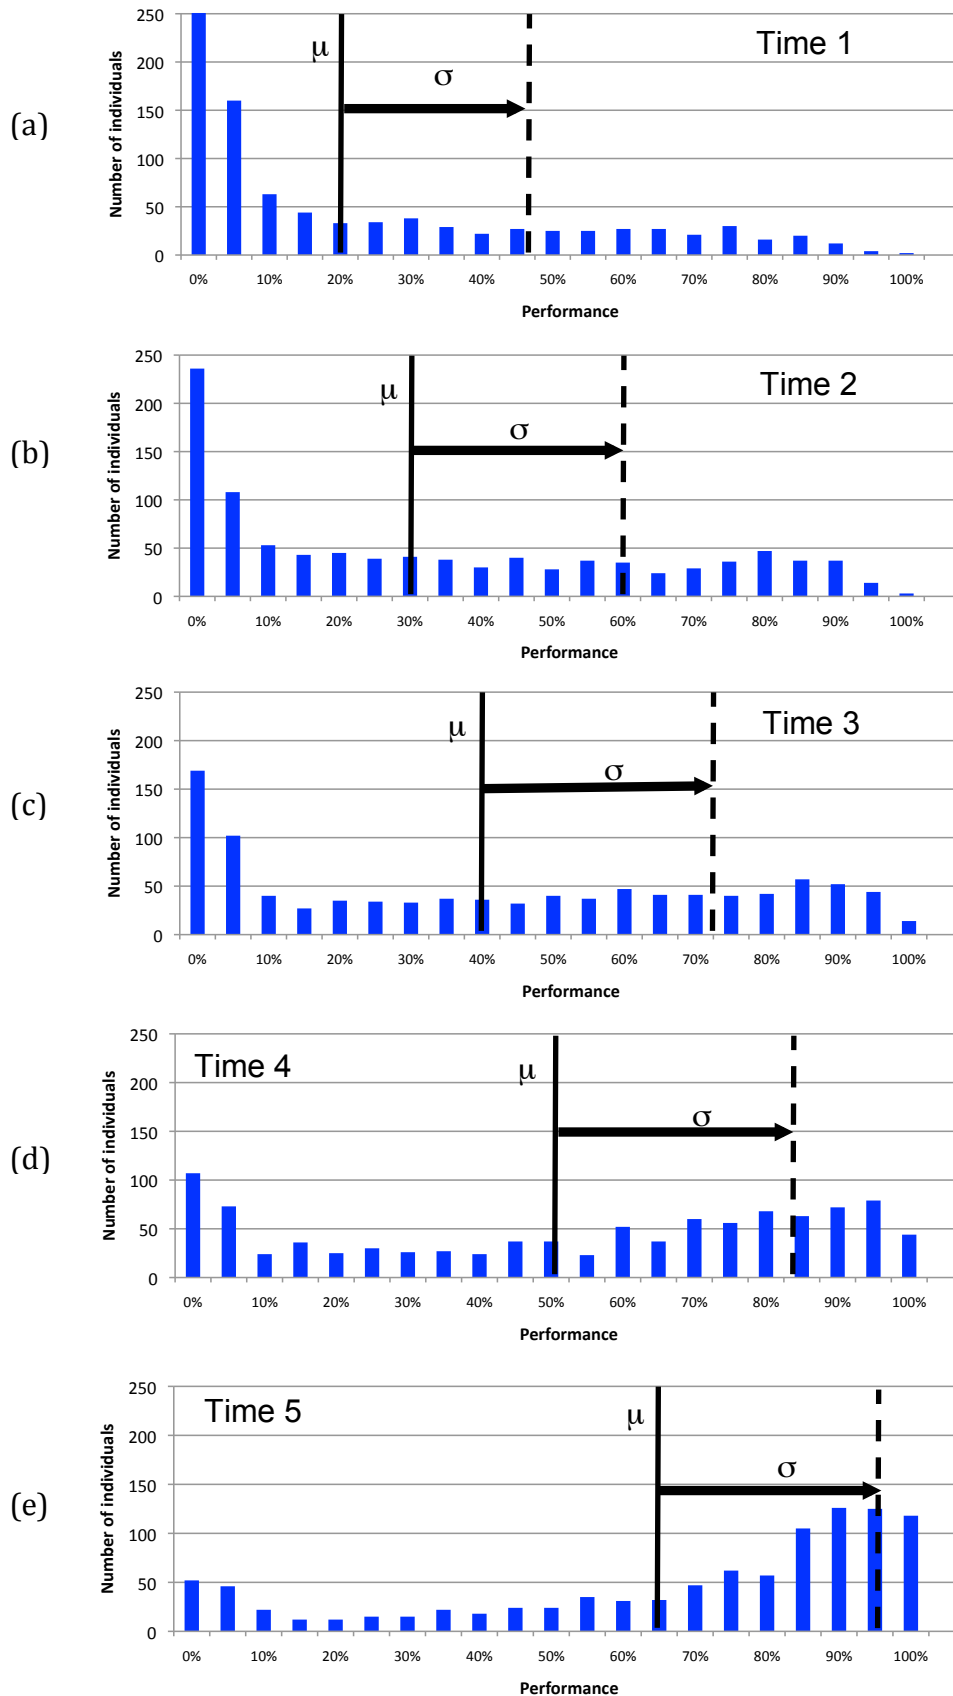 (a)
Number of individuals
250
200
150
100
50
0
μ
σ
Time 1
0% 10% 20% 30% 40% 50% 60% 70% 80% 90% 100%
Performance
(b)
Number of individuals
250
200
150
100
50
0
μ
σ
Time 2
0% 10% 20% 30% 40% 50% 60% 70% 80% 90% 100%
Performance
(c)
Number of individuals
250
200
150
100
50
0
μ
σ
Time 3
0% 10% 20% 30% 40% 50% 60% 70% 80% 90% 100%
Performance
(d)
Number of individuals
250
200
150
100
50
0
Time 4
μ
σ
0% 10% 20% 30% 40% 50% 60% 70% 80% 90% 100%
Performance
(e)
Number of individuals
250
200
150
100
50
0
Time 5
μ
σ
0% 10% 20% 30% 40% 50% 60% 70% 80% 90% 100%
Performance